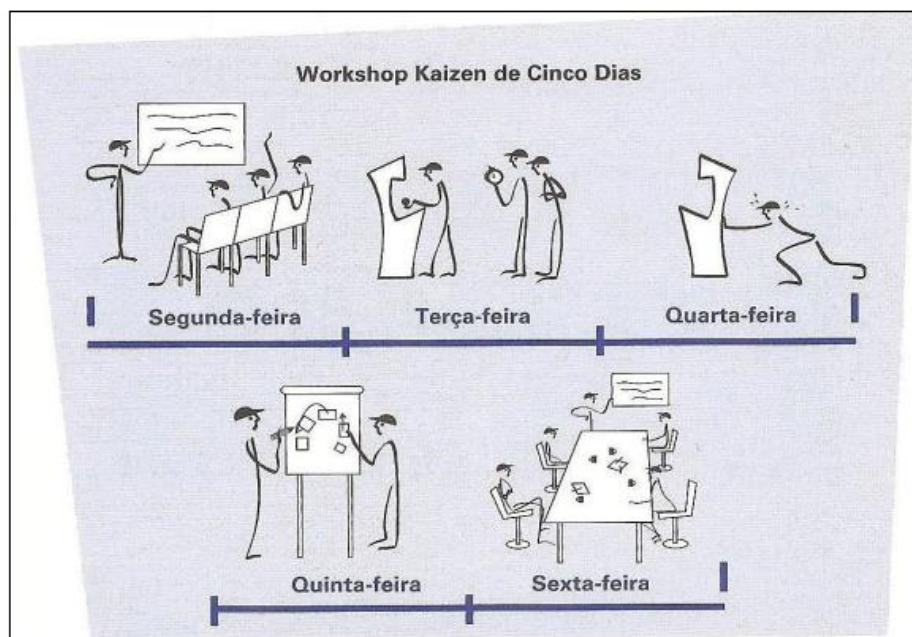 Workshop Kaizen de Cinco Dias
Segunda-feira
Terça-feira
Quarta-feira
Quinta-feira
Sexta-feira